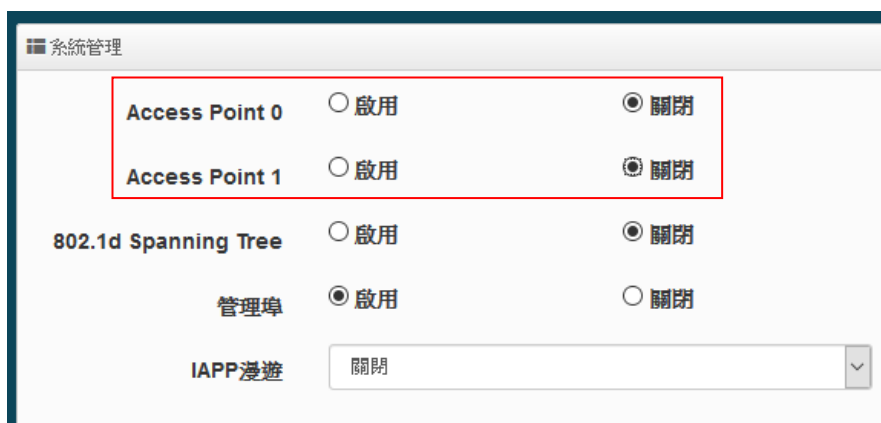 系統管理
Access Point 0 啟用 關閉
Access Point 1 啟用 關閉
802.1d Spanning Tree 啟用 關閉
管理埠 啟用 關閉
IAPP漫遊 關閉